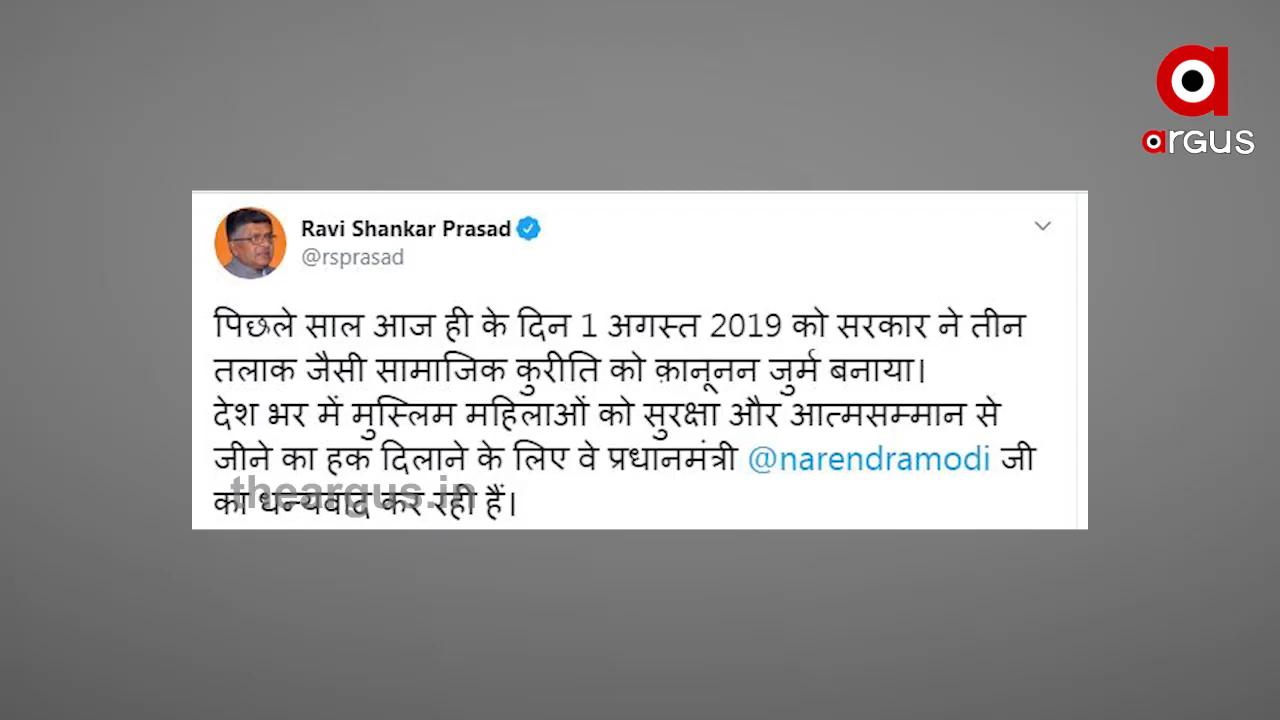 a
argus
Ravi Shankar Prasad
@rsprasad
पिछले साल आज ही के दिन 1 अगस्त 2019 को सरकार ने तीन
तलाक जैसी सामाजिक कुरीति को क़ानूनन जुर्म बनाया।
देश भर में मुस्लिम महिलाओं को सुरक्षा और आत्मसम्मान से
जीने का हक दिलाने के लिए वे प्रधानमंत्री @narendramodi जी
का धन्यवाद कर रही हैं।
theargus.in